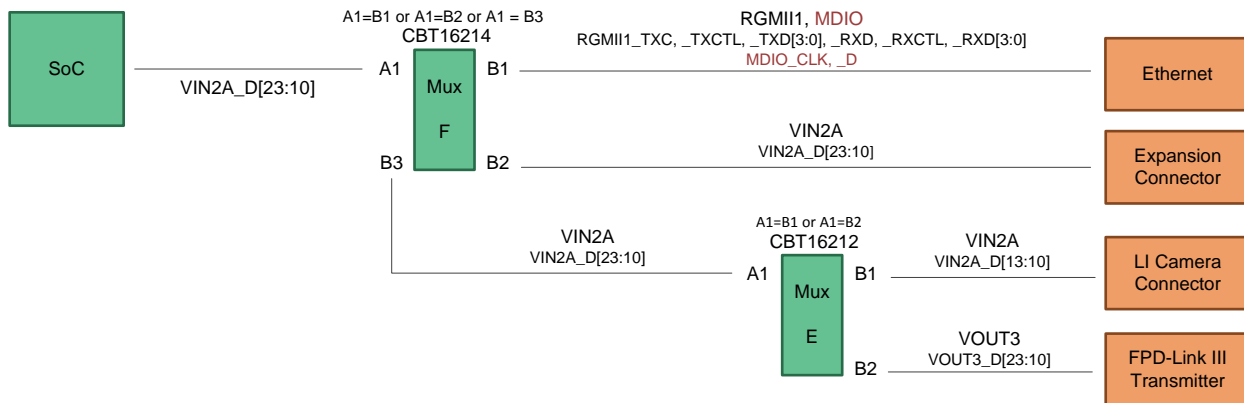 A1=B1 or A1=B2 or A1 = B3
CBT16214
RGMII1, MDIO
RGMII1_TXC, _TXCTL, _TXD[3:0], _RXD, _RXCTL, _RXD[3:0]
MDIO_CLK, _D
SoC
VIN2A_D[23:10]
A1
Mux
F
B1
Ethernet
B3
B2
VIN2A
VIN2A_D[23:10]
Expansion
Connector
VIN2A
VIN2A_D[23:10]
A1=B1 or A1=B2
CBT16212
A1
Mux
E
B1
VIN2A
VIN2A_D[13:10]
LI Camera
Connector
B2
VOUT3
VOUT3_D[23:10]
FPD-Link III
Transmitter